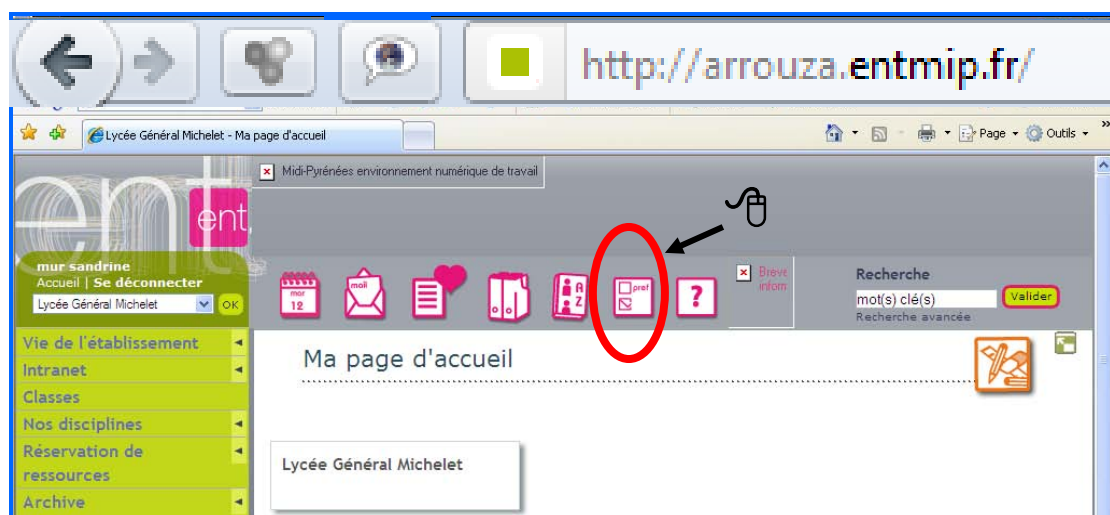 http://arrouza.entmip.fr/
Lycée Général Michelet - Ma page d'accueil
Page
Outils
»
Midi-Pyrénées environnement numérique de travail
ent
ent.
mur sandrine
Accueil | Se déconnecter
Lycée Général Michelet
OK
mar
12
mail
A
Z
pref
?
Breve
inform
Recherche
mot(s) clé(s)
Valider
Recherche avancée
Vie de l'établissement
Intranet
Classes
Nos disciplines
Réservation de
ressources
Archive
Ma page d'accueil
Lycée Général Michelet